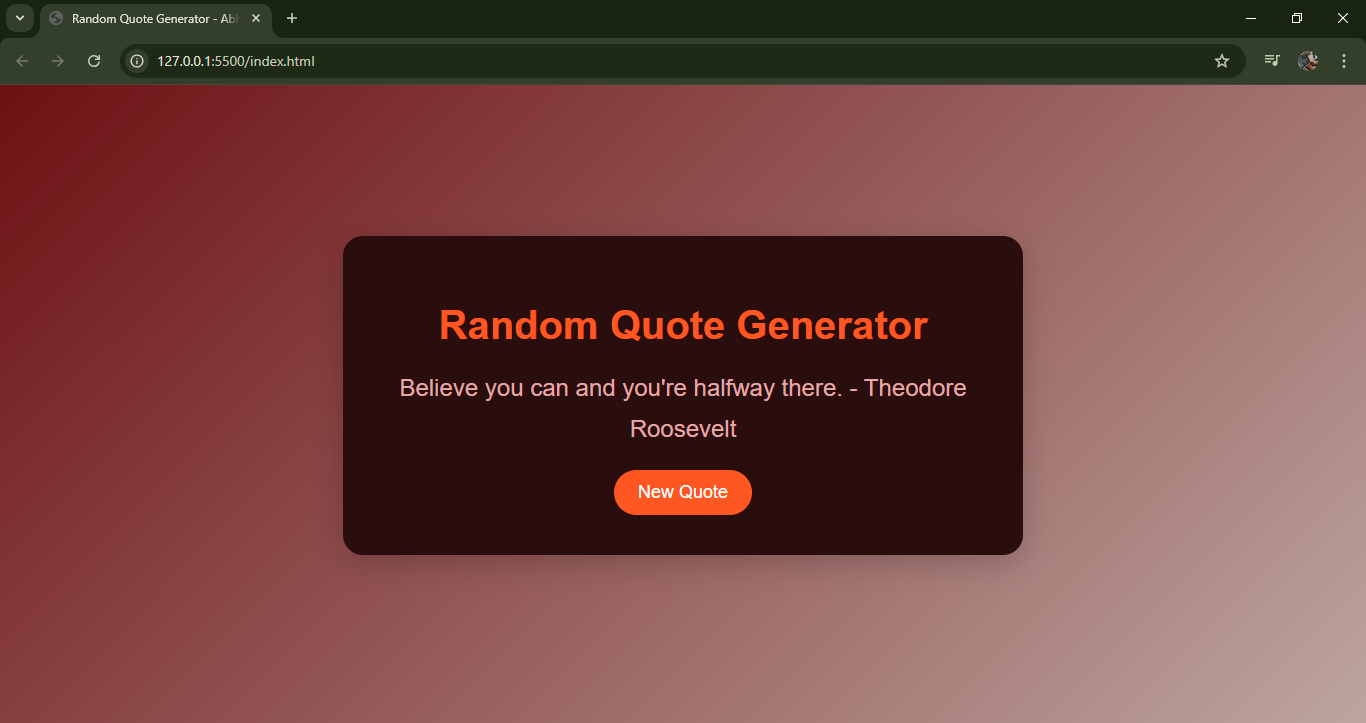 Random Quote Generator - Ab
127.0.0.1:5500/index.html
Random Quote Generator
Believe you can and you're halfway there. - Theodore
Roosevelt
New Quote